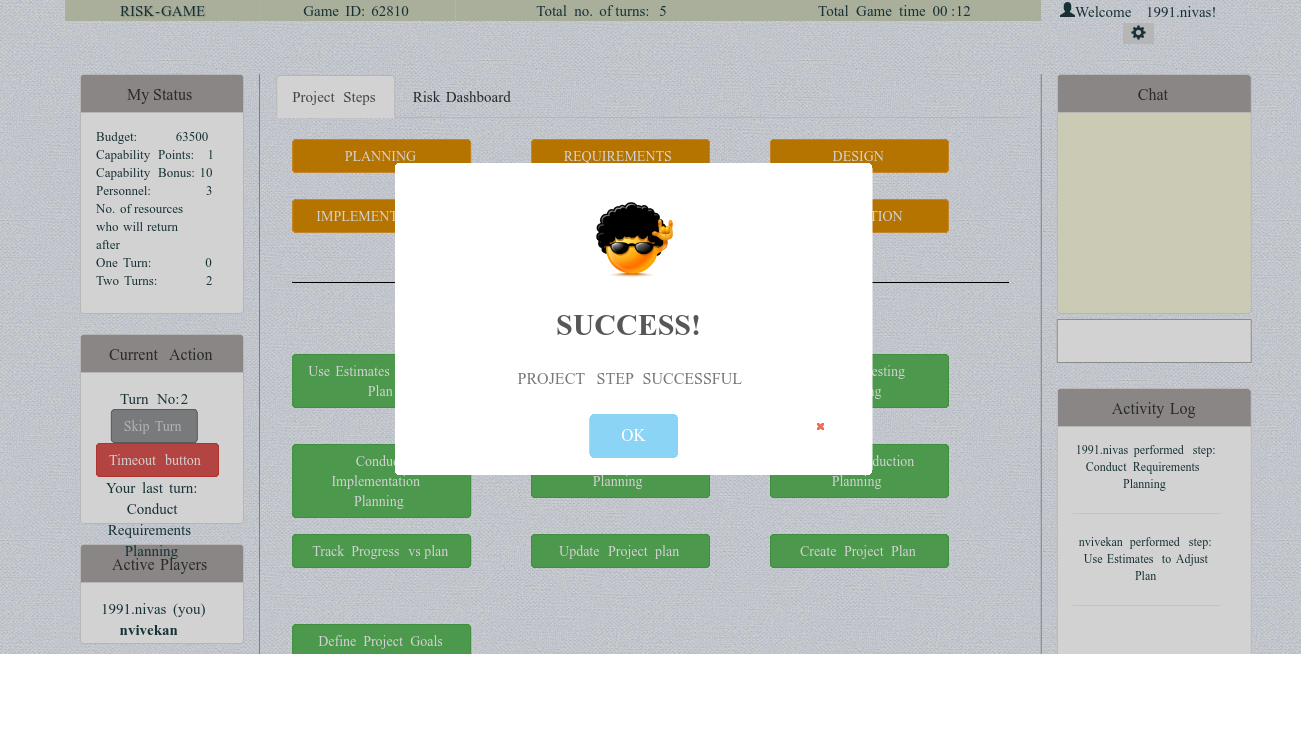 RISK-GAME
Game ID: 62810
Total no. of turns: 5
Total Game time 00 :12
Welcome 1991.nivas!
My Status
Budget: 63500
Capability Points: 1
Capability Bonus: 10
Personnel: 3
No. of resources
who will return
after
One Turn: 0
Two Turns: 2
Current Action
Turn No:2
Skip Turn
Timeout button
Your last turn:
Conduct
Requirements
Planning
Active Players
1991.nivas (you)
nvivekan
Project Steps
Risk Dashboard
PLANNING
REQUIREMENTS
DESIGN
IMPLEMENT
TION
SUCCESS!
PROJECT STEP SUCCESSFUL
OK
Use Estimates
Plan
esting
g
Conduc
Implementation
Planning
Planning
duction
Planning
Track Progress vs plan
Update Project plan
Create Project Plan
Define Project Goals
Chat
Activity Log
1991.nivas performed step:
Conduct Requirements
Planning
nvivekan performed step:
Use Estimates to Adjust
Plan